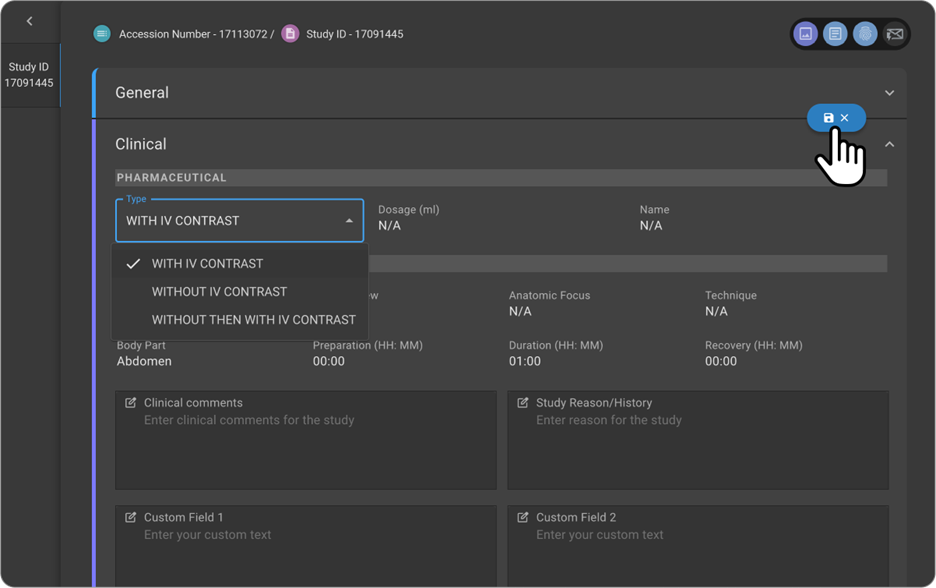 Accession Number - 17113072 / Study ID - 17091445
Study ID
17091445
General
Clinical
PHARMACEUTICAL
Type
WITH IV CONTRAST
Dosage (ml)
N/A
Name
N/A
WITH IV CONTRAST
WITHOUT IV CONTRAST
WITHOUT THEN WITH IV CONTRAST
Anatomic Focus
N/A
Technique
N/A
Body Part
Abdomen
Preparation (HH: MM)
00:00
Duration (HH: MM)
01:00
Recovery (HH: MM)
00:00
Clinical comments
Enter clinical comments for the study
Study Reason/History
Enter reason for the study
Custom Field 1
Enter your custom text
Custom Field 2
Enter your custom text